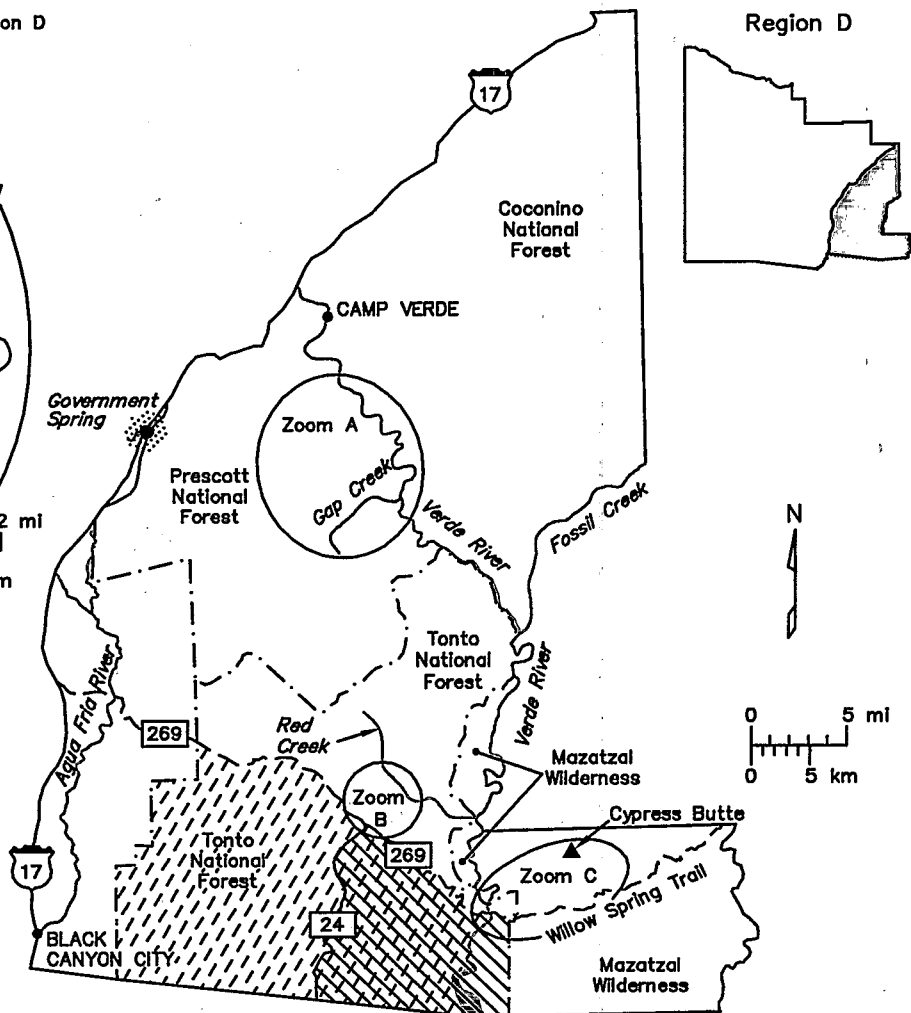 on D
Region D
17
Coconino
National
Forest
CAMP VERDE
Government
Spring
Zoom A
Prescott
National
Forest
Gap Creek
Verde River
Fossil Creek
2 mi
m
N
Tonto
National
Forest
Verde River
Agua Fria River
269
Red
Creek
0 5 mi
0 5 km
Mazatzal
Wilderness
Zoom
B
Cypress Butte
269
Tonto
National
Forest
Zoom C
17
Willow Spring Trail
24
BLACK
CANYON CITY
Mazatzal
Wilderness